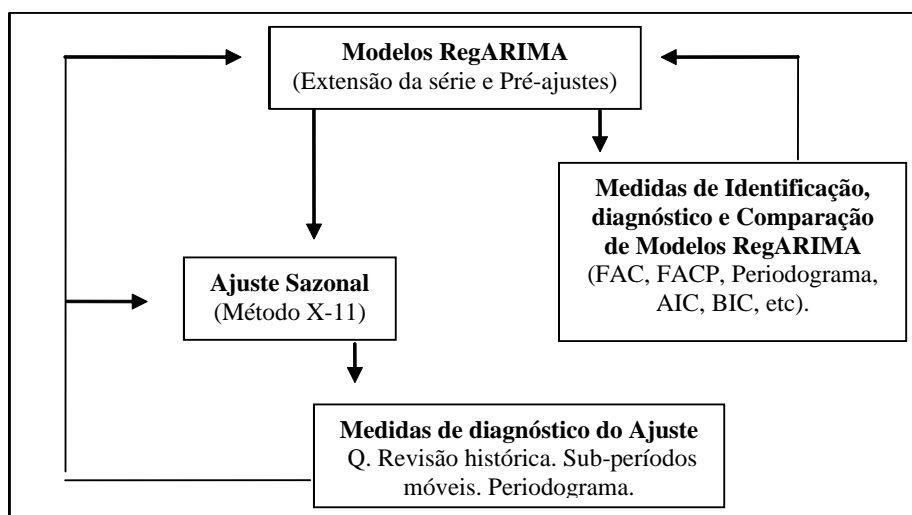 Modelos RegARIMA
(Extensão da série e Pré-ajustes)
Medidas de Identificação,
diagnóstico e Comparação
de Modelos RegARIMA
(FAC, FACP, Periodograma,
AIC, BIC, etc).
Ajuste Sazonal
(Método X-11)
Medidas de diagnóstico do Ajuste
Q. Revisão histórica. Sub-períodos
móveis. Periodograma.